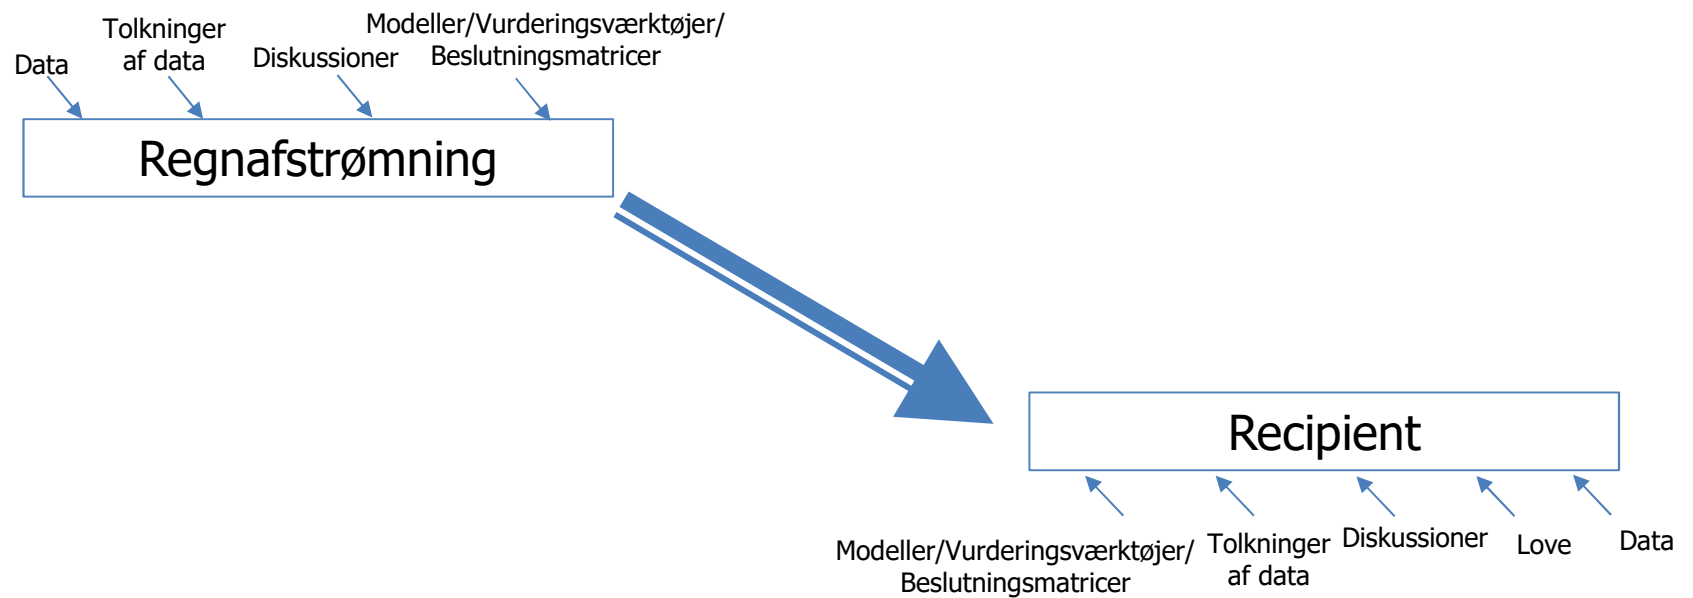 Data
Tolkninger
af data
Diskussioner
Modeller/Vurderingsværktøjer/
Beslutningsmatricer
Regnafstrømning
Recipient
Modeller/Vurderingsværktøjer/
Beslutningsmatricer
Tolkninger
af data
Diskussioner
Love
Data